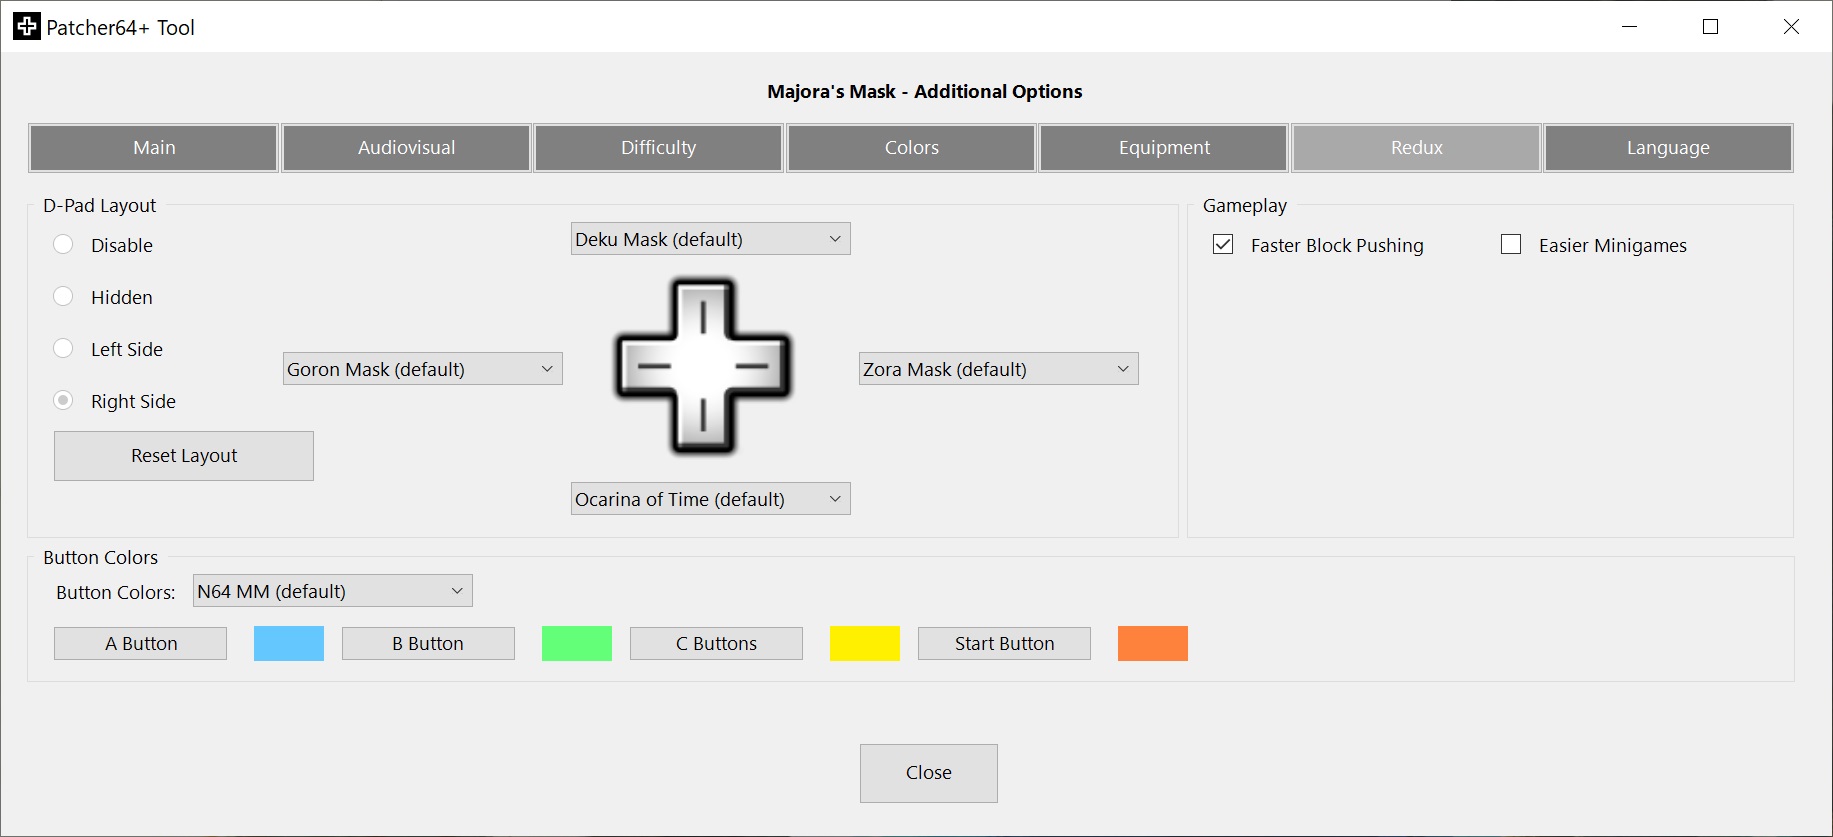 Patcher64+ Tool
Majora's Mask - Additional Options
Main Audiovisual Difficulty Colors Equipment Redux Language
D-Pad Layout
Disable
Hidden
Left Side
Right Side
Reset Layout
Deku Mask (default)
Goron Mask (default)
Zora Mask (default)
Ocarina of Time (default)
Gameplay
Faster Block Pushing Easier Minigames
Button Colors
Button Colors: N64 MM (default)
A Button B Button C Buttons Start Button
Close